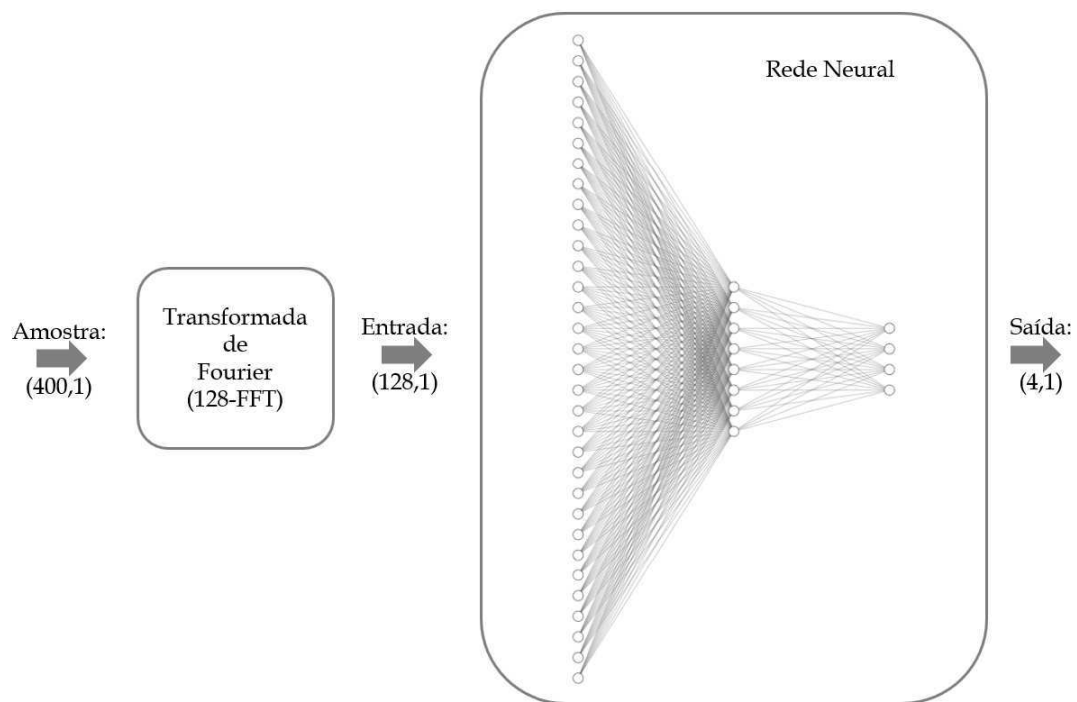 Rede Neural
Amostra:
(400,1)
Transformada
de
Fourier
(128-FFT)
Entrada:
(128,1)
Saída:
(4,1)